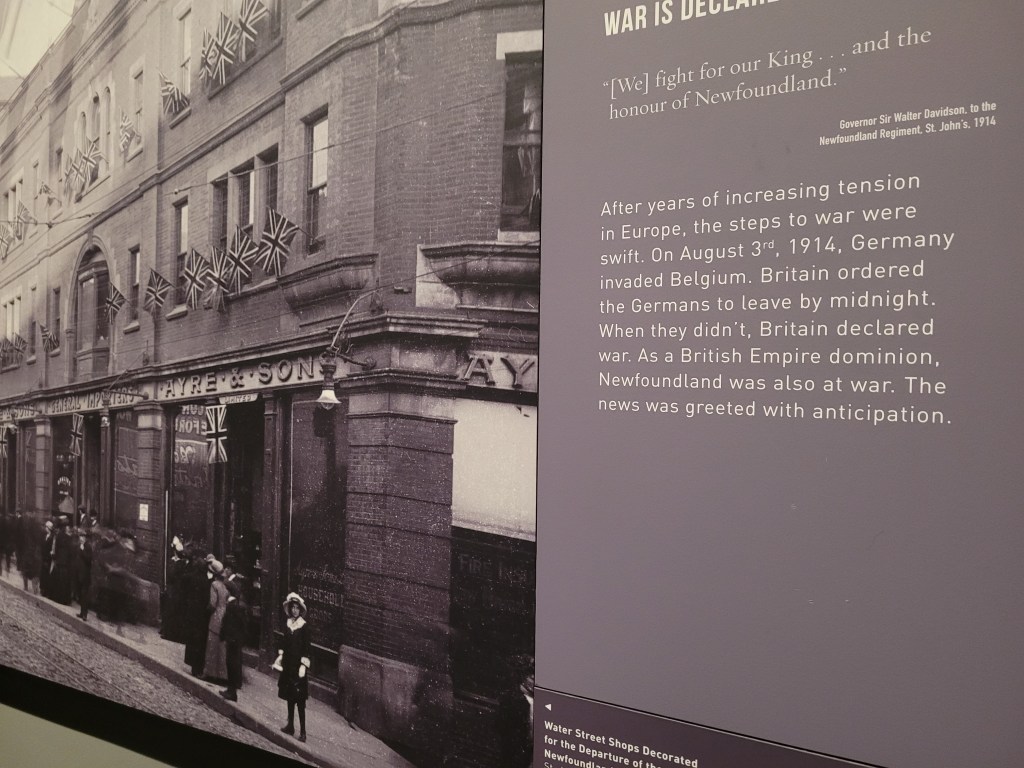 WAR IS DECLARE
“[We] fight for our King . . . and the
honour of Newfoundland.”
Governor Sir Walter Davidson, to the
Newfoundland Regiment, St. John’s, 1914
After years of increasing tension
in Europe, the steps to war were
swift. On August 3rd, 1914, Germany
invaded Belgium. Britain ordered
the Germans to leave by midnight.
When they didn’t, Britain declared
war. As a British Empire dominion,
Newfoundland was also at war. The
news was greeted with anticipation.
Water Street Shops Decorated
for the Departure of the
AYRE & SON
LIMITED
AY